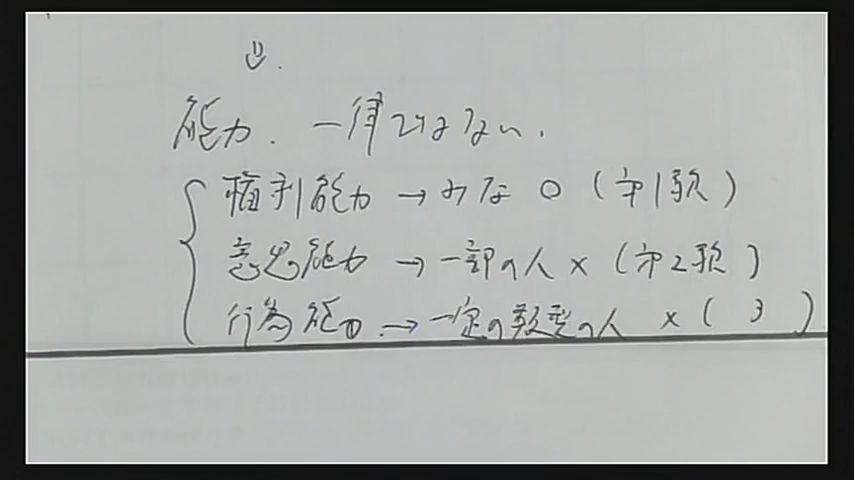 ⇓.
能力. 一律ではない.
権利能力 → みな ○ (第1款)
意思能力 → 一部の人 × (第2款)
行為能力 → 一定の類型の人 × ( 3 )